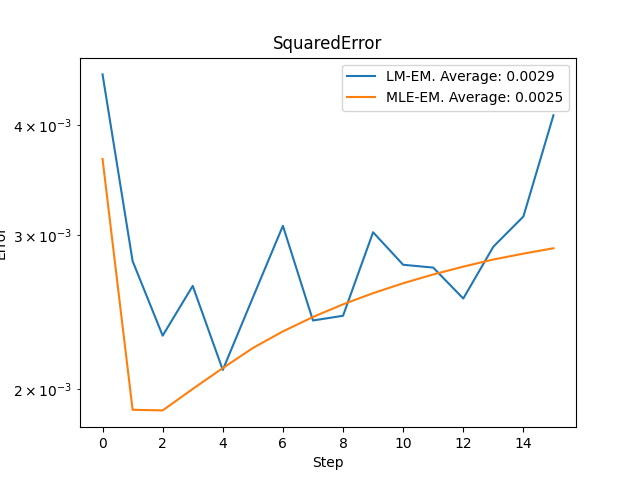 SquaredError
LM-EM. Average: 0.0029
MLE-EM. Average: 0.0025
4 × 10⁻³
3 × 10⁻³
2 × 10⁻³
Error
0 2 4 6 8 10 12 14
Step